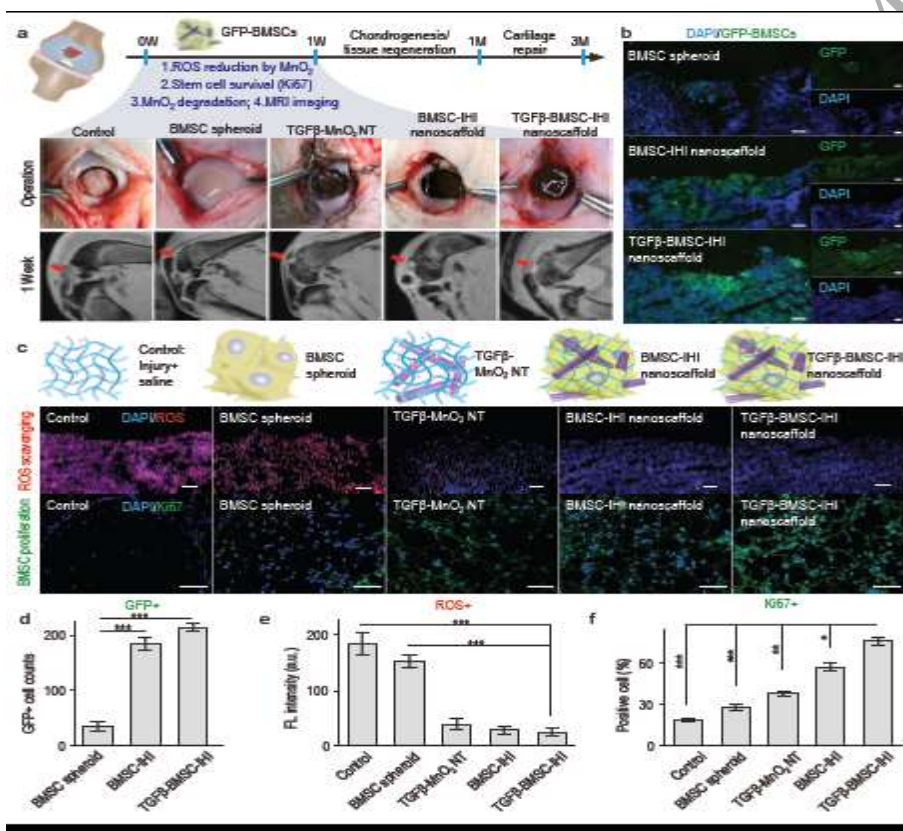 a
0W
GFP-BMSCs
1W
Chondrogenesis/
tissue regeneration
1M
Cartilage
repair
3M
1.ROS reduction by MnO₂
2.Stem cell survival (Ki67)
3.MnO₂ degradation; 4.MRI imaging
Control
BMSC spheroid
TGFβ-MnO₂ NT
BMSC-IHI
nanoscaffold
TGFβ-BMSC-IHI
nanoscaffold
Operation
1 Week
b
DAPI/GFP-BMSCs
BMSC spheroid
GFP
DAPI
BMSC-IHI nanoscaffold
GFP
DAPI
TGFβ-BMSC-IHI
nanoscaffold
GFP
DAPI
c
Control:
Injury+
saline
BMSC
spheroid
TGFβ-
MnO₂ NT
BMSC-IHI
nanoscaffold
TGFβ-BMSC-IHI
nanoscaffold
ROS scavenging
Control
DAPI/ROS
BMSC spheroid
TGFβ-MnO₂ NT
BMSC-IHI nanoscaffold
TGFβ-BMSC-IHI
nanoscaffold
BMSC proliferation
Control
DAPI/Ki67
BMSC spheroid
TGFβ-MnO₂ NT
BMSC-IHI nanoscaffold
TGFβ-BMSC-IHI
nanoscaffold
d
GFP+
GFP+ cell counts
200
100
0
***
***
BMSC spheroid
BMSC-IHI
TGFβ-BMSC-IHI
e
ROS+
FL intensity (a.u.)
200
100
0
***
***
Control
BMSC spheroid
TGFβ-MnO₂ NT
BMSC-IHI
TGFβ-BMSC-IHI
f
Ki67+
Positive cell (%)
60
30
0
***
***
**
*
Control
BMSC spheroid
TGFβ-MnO₂ NT
BMSC-IHI
TGFβ-BMSC-IHI